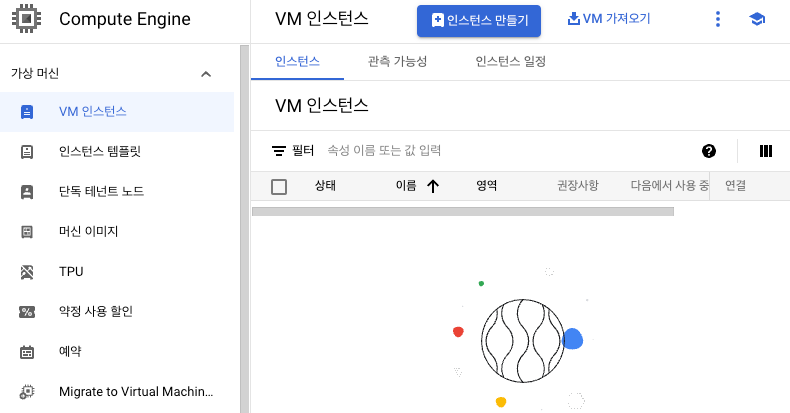 Compute Engine
VM 인스턴스
인스턴스 만들기
VM 가져오기
가상 머신
VM 인스턴스
인스턴스 템플릿
단독 테넌트 노드
머신 이미지
TPU
약정 사용 할인
예약
Migrate to Virtual Machin...
인스턴스 관측 가능성 인스턴스 일정
VM 인스턴스
필터 속성 이름 또는 값 입력
상태 이름 영역 권장사항 다음에서 사용 중 연결